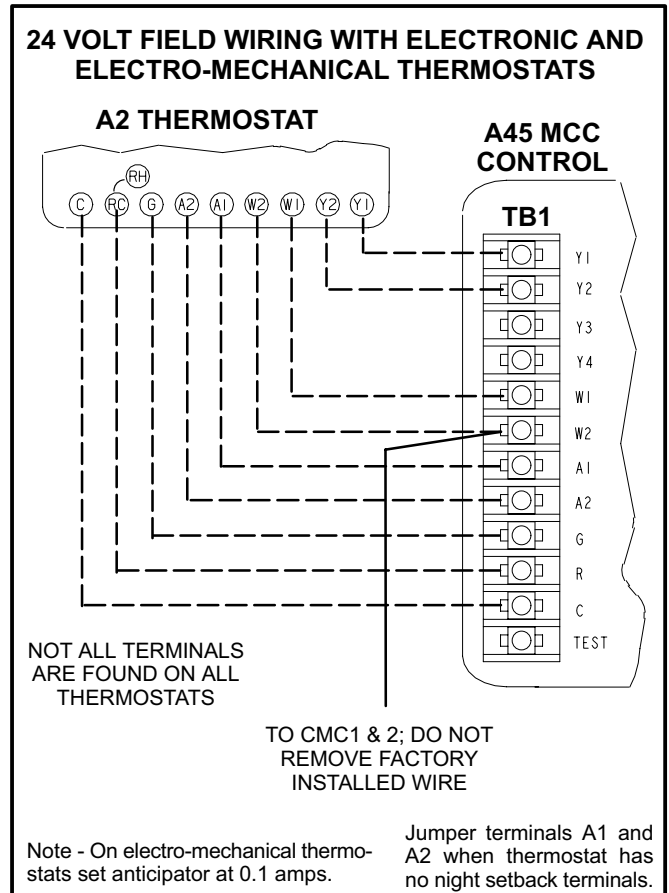 24 VOLT FIELD WIRING WITH ELECTRONIC AND
ELECTRO-MECHANICAL THERMOSTATS
A2 THERMOSTAT
A45 MCC
CONTROL
RH
C RC G A2 A1 W2 W1 Y2 Y1
TB1
Y1
Y2
Y3
Y4
W1
W2
A1
A2
G
R
C
TEST
NOT ALL TERMINALS
ARE FOUND ON ALL
THERMOSTATS
TO CMC1 & 2; DO NOT
REMOVE FACTORY
INSTALLED WIRE
Note - On electro-mechanical thermo-
stats set anticipator at 0.1 amps.
Jumper terminals A1 and
A2 when thermostat has
no night setback terminals.